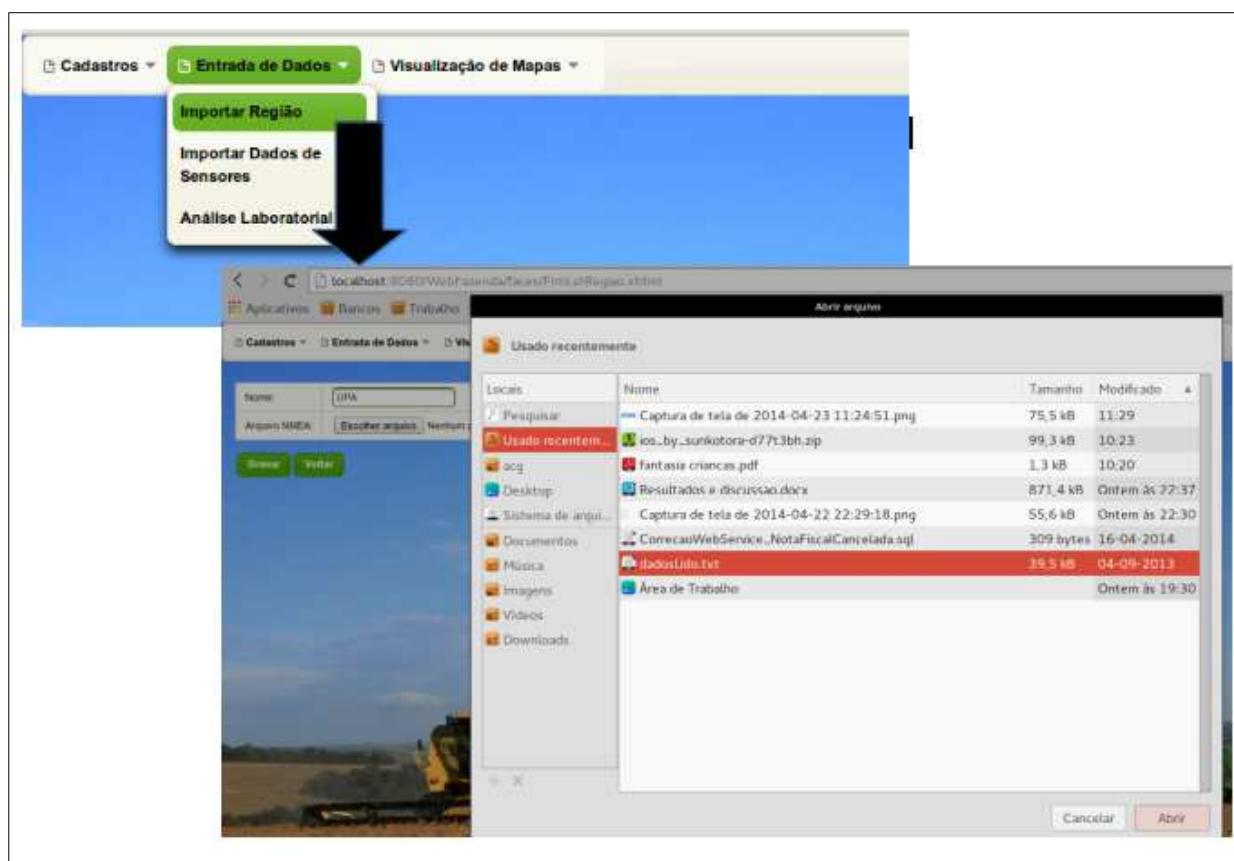 Cadastros
Entrada de Dados
Visualização de Mapas
Importar Região
Importar Dados de
Sensores
Análise Laboratorial
Aplicativos
Bancos
Trabalho
Abrir arquivo
Cadastros
Entrada de Dados
Usado recentemente
Nome:
UPA
Arquivo NMEA:
Escolher arquivo
Nenhum
Gravar
Voltar
Locais
Pesquisar
Usado recentem...
acg
Desktop
Sistema de arqui...
Documentos
Música
Imagens
Vídeos
Downloads
Nome Tamanho Modificado
Captura de tela de 2014-04-23 11:24:51.png 75,5 kB 11:29
ios_by_sunkotora-d77t3bh.zip 99,3 kB 10:23
fantasia criancas.pdf 1,3 kB 10:20
Resultados e discussao.docx 871,4 kB Ontem às 22:37
Captura de tela de 2014-04-22 22:29:18.png 55,6 kB Ontem às 22:30
CorrecaoWebService_NotaFiscalCancelada.sql 309 bytes 16-04-2014
dadosLido.txt 39,5 kB 04-09-2013
Área de Trabalho Ontem às 19:30
Cancelar
Abrir